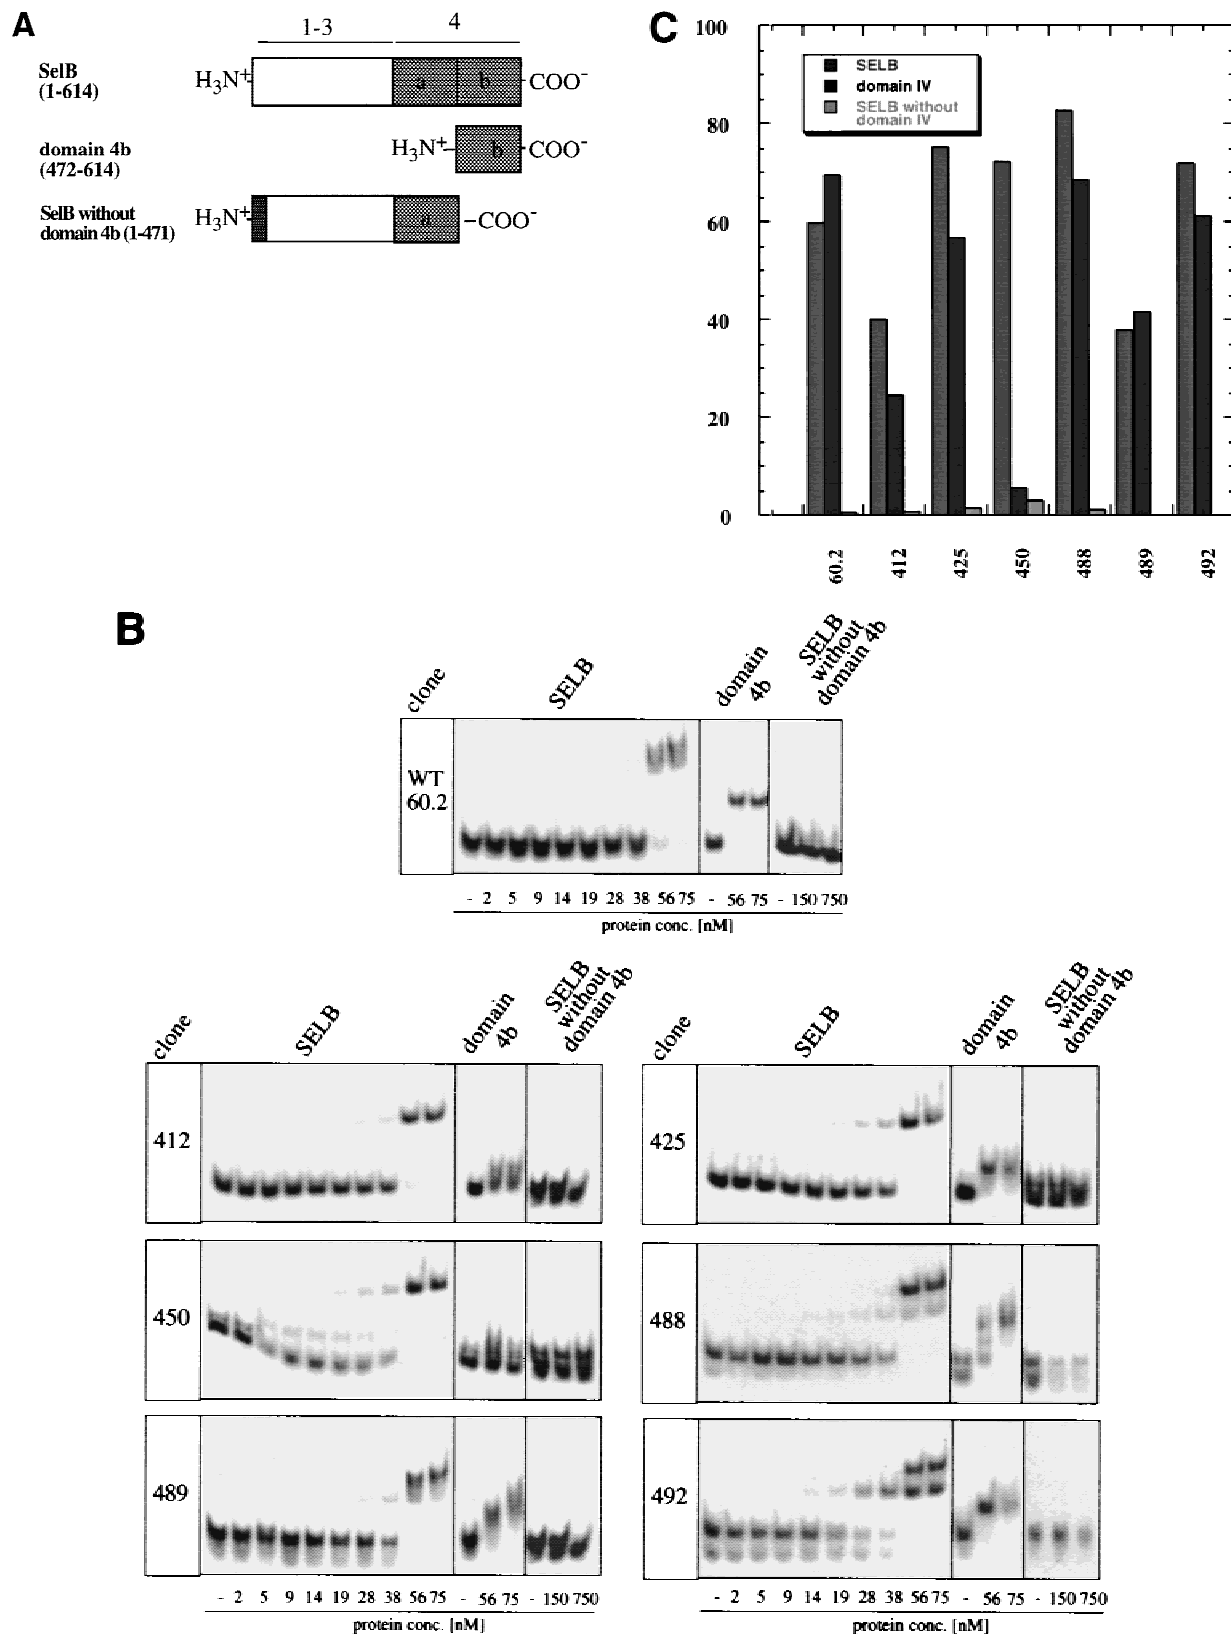 A
1-3
4
SelB
(1-614)
H₃N⁺
a
b
COO⁻
domain 4b
(472-614)
H₃N⁺
b
COO⁻
SelB without
domain 4b (1-471)
H₃N⁺
a
COO⁻
C
100
80
60
40
20
0
SELB
domain IV
SELB without
domain IV
60.2
412
425
450
488
489
492
B
clone
SELB
domain
4b
SELB
without
domain 4b
WT
60.2
- 2 5 9 14 19 28 38 56 75 - 56 75 - 150 750
protein conc. [nM]
clone
SELB
domain
4b
SELB
without
domain 4b
412
450
489
- 2 5 9 14 19 28 38 56 75 - 56 75 - 150 750
protein conc. [nM]
clone
SELB
domain
4b
SELB
without
domain 4b
425
488
492
- 2 5 9 14 19 28 38 56 75 - 56 75 - 150 750
protein conc. [nM]